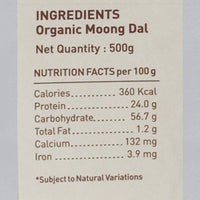 INGREDIENTS
Organic Moong Dal
Net Quantity : 500g
NUTRITION FACTS per 100 g
Calories 360 Kcal
Protein 24.0 g
Carbohydrate 56.7 g
Total Fat 1.2 g
Calcium 132 mg
Iron 3.9 mg
*Subject to Natural Variations